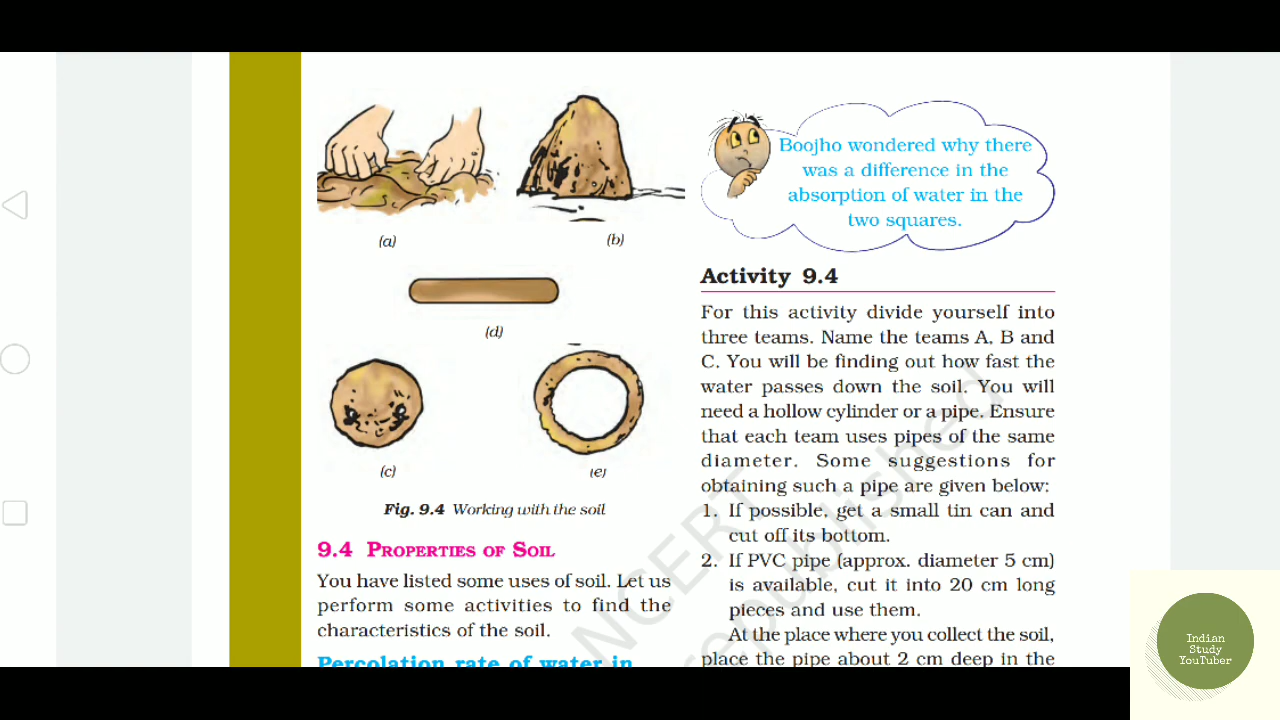 (a)
(b)
(d)
(c)
(e)
Fig. 9.4 Working with the soil
9.4 PROPERTIES OF SOIL
You have listed some uses of soil. Let us
perform some activities to find the
characteristics of the soil.
Percolation rate of water in
Boojho wondered why there
was a difference in the
absorption of water in the
two squares.
Activity 9.4
For this activity divide yourself into
three teams. Name the teams A, B and
C. You will be finding out how fast the
water passes down the soil. You will
need a hollow cylinder or a pipe. Ensure
that each team uses pipes of the same
diameter. Some suggestions for
obtaining such a pipe are given below:
1. If possible, get a small tin can and
cut off its bottom.
2. If PVC pipe (approx. diameter 5 cm)
is available, cut it into 20 cm long
pieces and use them.
At the place where you collect the soil,
place the pipe about 2 cm deep in the
NCERT
republished
Indian
Study
YouTuber